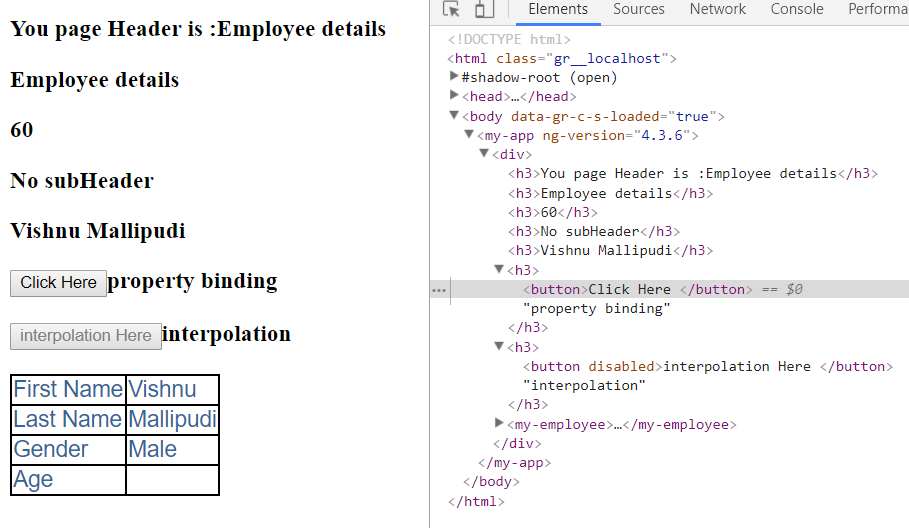 You page Header is :Employee details
Employee details
60
No subHeader
Vishnu Mallipudi
Click Here property binding
interpolation Here interpolation
First Name Vishnu
Last Name Mallipudi
Gender Male
Age
Elements Sources Network Console Performa
<!DOCTYPE html>
<html class="gr__localhost">
#shadow-root (open)
<head>…</head>
<body data-gr-c-s-loaded="true">
<my-app ng-version="4.3.6">
<div>
<h3>You page Header is :Employee details</h3>
<h3>Employee details</h3>
<h3>60</h3>
<h3>No subHeader</h3>
<h3>Vishnu Mallipudi</h3>
<h3>
<button>Click Here </button> == $0
"property binding"
</h3>
<h3>
<button disabled>interpolation Here </button>
"interpolation"
</h3>
<my-employee>…</my-employee>
</div>
</my-app>
</body>
</html>